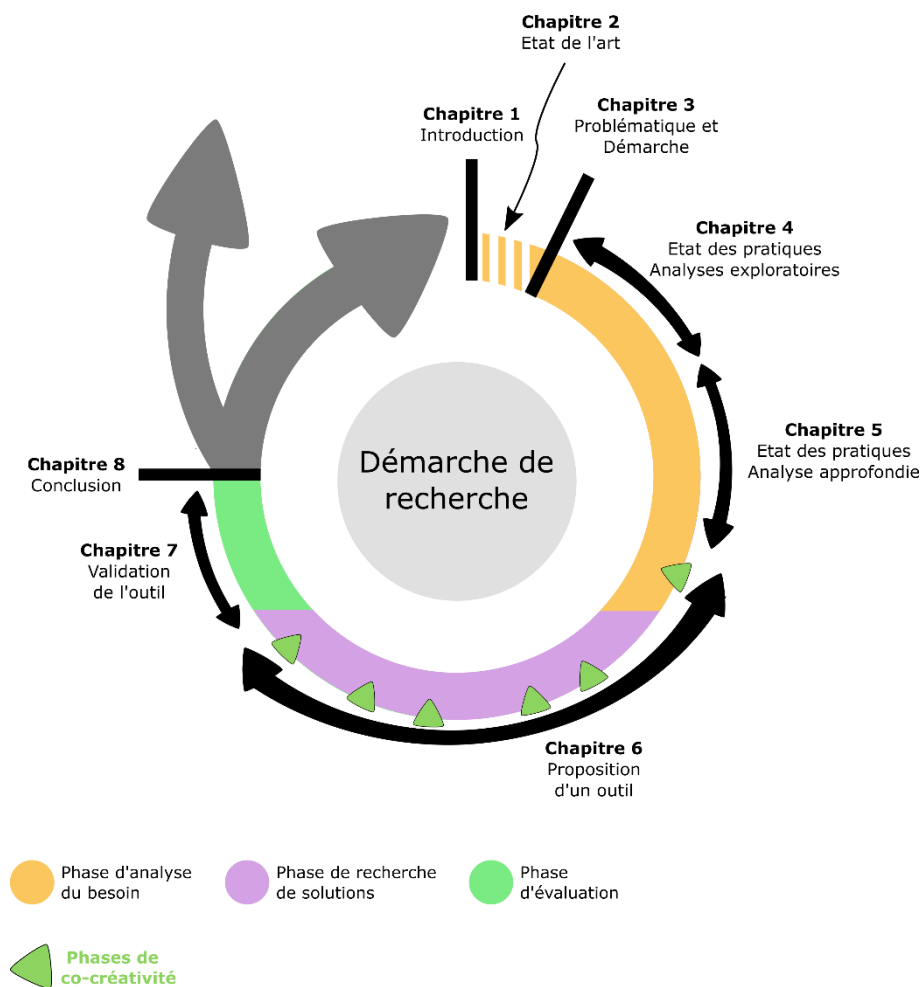 Chapitre 2
Etat de l'art
Chapitre 1
Introduction
Chapitre 3
Problématique et
Démarche
Chapitre 4
Etat des pratiques
Analyses exploratoires
Chapitre 5
Etat des pratiques
Analyse approfondie
Démarche de
recherche
Chapitre 8
Conclusion
Chapitre 7
Validation
de l'outil
Chapitre 6
Proposition
d'un outil
Phase d'analyse
du besoin
Phase de recherche
de solutions
Phase
d'évaluation
Phases de
co-créativité